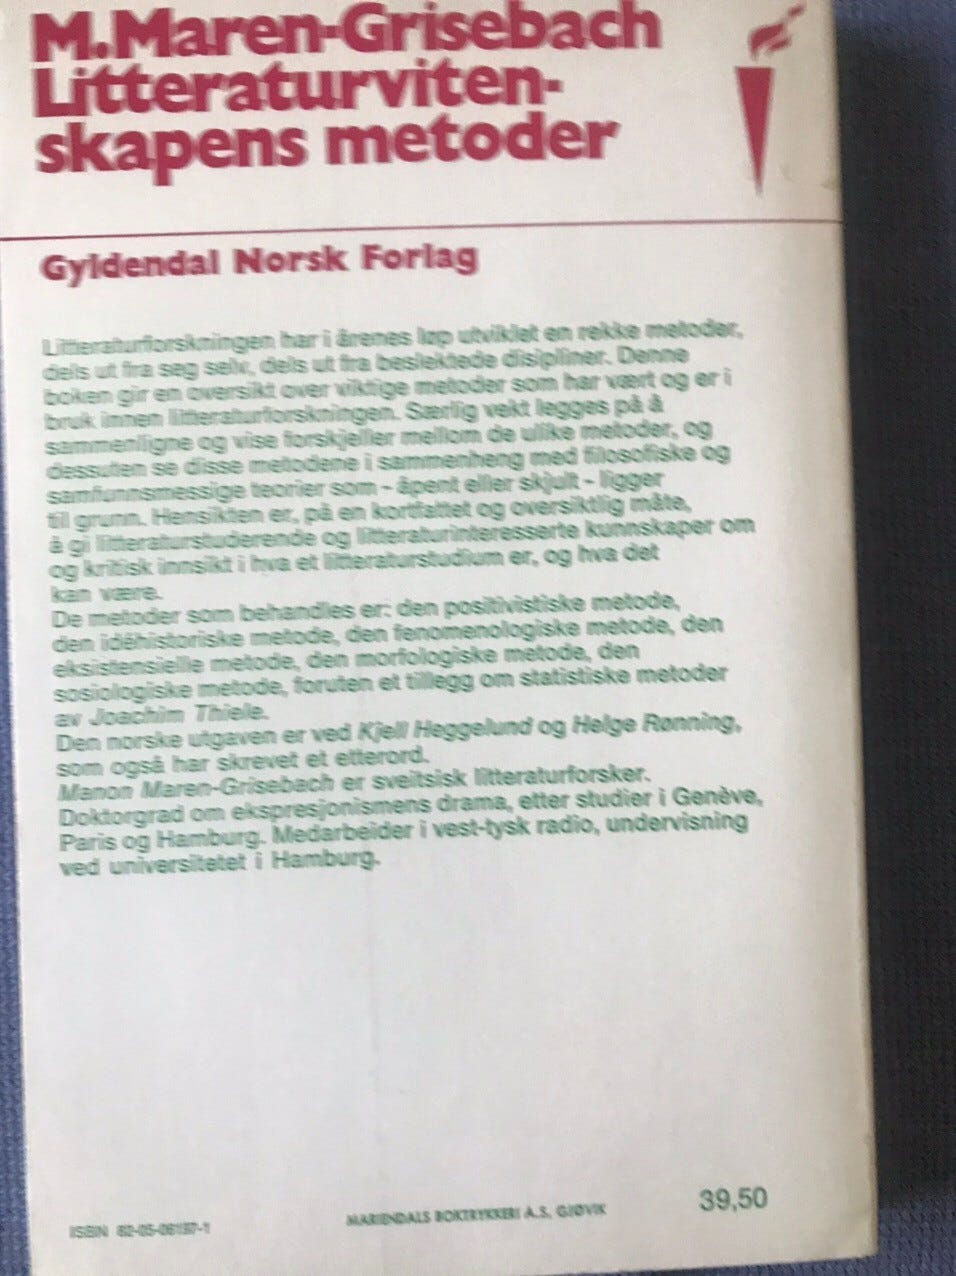 M.Maren-Grisebach
Litteraturviten-
skapens metoder
Gyldendal Norsk Forlag
Litteraturforskningen har i årenes løp utviklet en rekke metoder,
dels ut fra seg selv, dels ut fra beslektede disipliner. Denne
boken gir en oversikt over viktige metoder som har vært og er i
bruk innen litteraturforskningen. Særlig vekt legges på å
sammenligne og vise forskjeller mellom de ulike metoder, og
dessuten se disse metodene i sammenheng med filosofiske og
samfunnsmessige teorier som - åpent eller skjult - ligger
til grunn. Hensikten er, på en kortfattet og oversiktlig måte,
å gi litteraturstuderende og litteraturinteresserte kunnskaper om
og kritisk innsikt i hva et litteraturstudium er, og hva det
kan være.
De metoder som behandles er: den positivistiske metode,
den idéhistoriske metode, den fenomenologiske metode, den
eksistensielle metode, den morfologiske metode, den
sosiologiske metode, foruten et tillegg om statistiske metoder
av Joachim Thiele.
Den norske utgaven er ved Kjell Heggelund og Helge Rønning,
som også har skrevet et etterord.
Manon Maren-Grisebach er sveitsisk litteraturforsker.
Doktorgrad om ekspresjonismens drama, etter studier i Genève,
Paris og Hamburg. Medarbeider i vest-tysk radio, undervisning
ved universitetet i Hamburg.
ISBN 82-05-06197-1
MARIENDALS BOKTRYKKERI A.S, GJØVIK
39,50